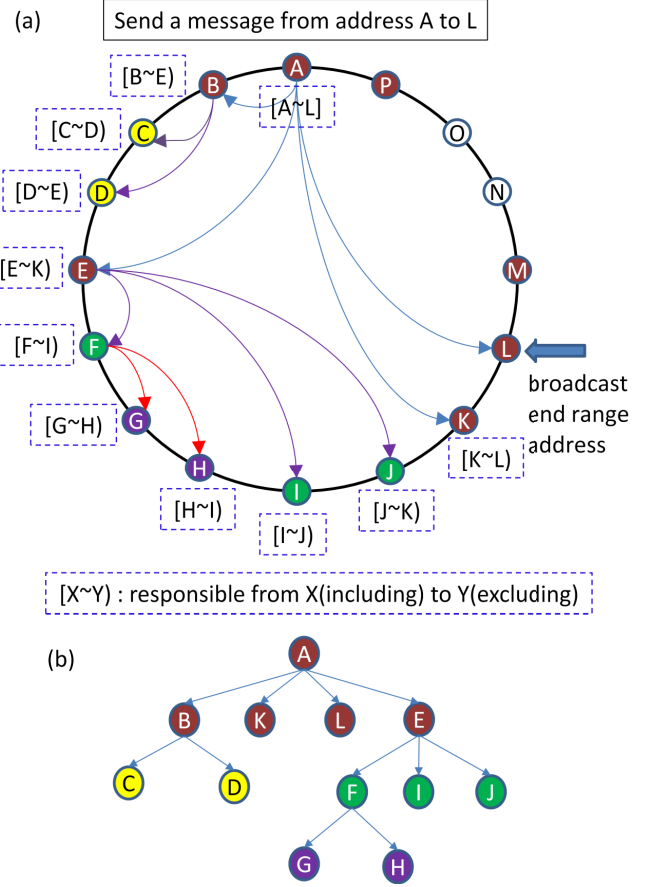 (a)
Send a message from address A to L
A
P
[B~E)
B
[A~L]
O
[C~D)
C
N
[D~E)
D
[E~K)
E
M
[F~I)
F
L
broadcast
end range
address
[G~H)
G
K
[K~L)
H
J
I
[H~I)
[J~K)
[I~J)
[X~Y) : responsible from X(including) to Y(excluding)
(b)
A
B
K
L
E
C
D
F
I
J
G
H